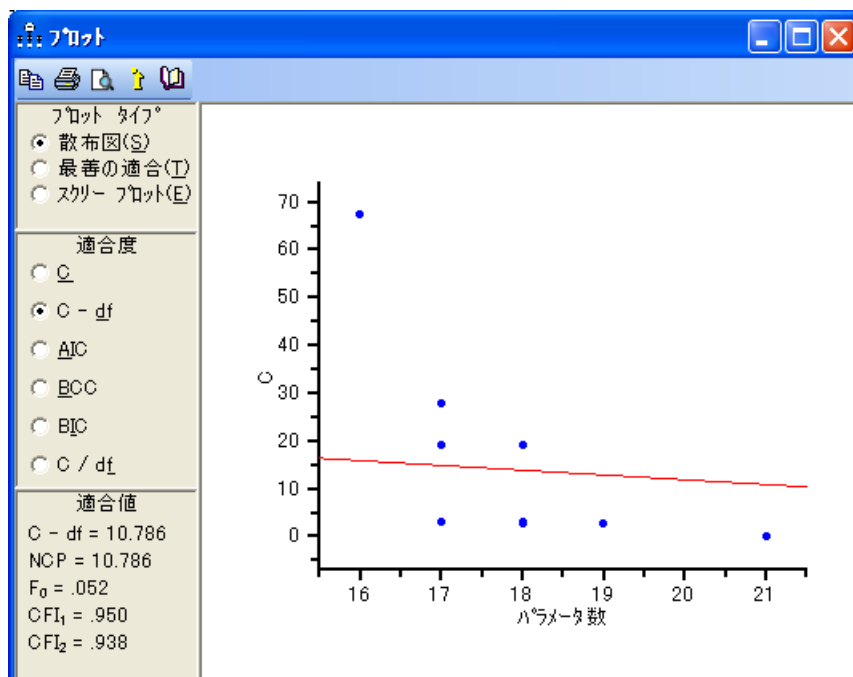 プロット
プロット タイプ
散布図(S)
最善の適合(T)
スクリー プロット(E)
適合度
C
C - df
AIC
BCC
BIC
C / df
適合値
C - df = 10.786
NCP = 10.786
F₀ = .052
CFI₁ = .950
CFI₂ = .938
70
60
50
40
30
20
10
0
C
16 17 18 19 20 21
パラメータ数